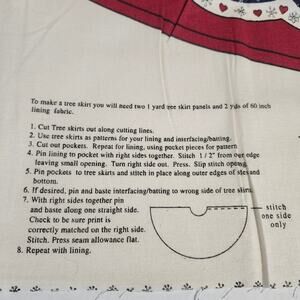 To make a tree skirt you will need two 1 yard tree skin panels and 2 yds of 60 inch
lining fabric.
1. Cut Tree skirts out along cutting lines.
2. Use tree skirts as patterns for your lining and interfacing/batting.
3. Cut out pockets. Repeat for lining, using pocket pieces for pattern
4. Pin lining to pocket with right sides together. Stitch 1/2" from our edge
leaving small opening. Turn right side out. Press. Slip stitch opening.
5. Pin pockets to tree skirts and stitch in place along outer edges of sides and
bottom.
6. If desired, pin and baste interfacing/batting to wrong side of tree skirts.
7. With right sides together pin
and baste along one straight side.
Check to be sure print is
correctly matched on the right side.
Stitch. Press seam allowance flat.
8. Repeat with lining.
stitch
one side
only